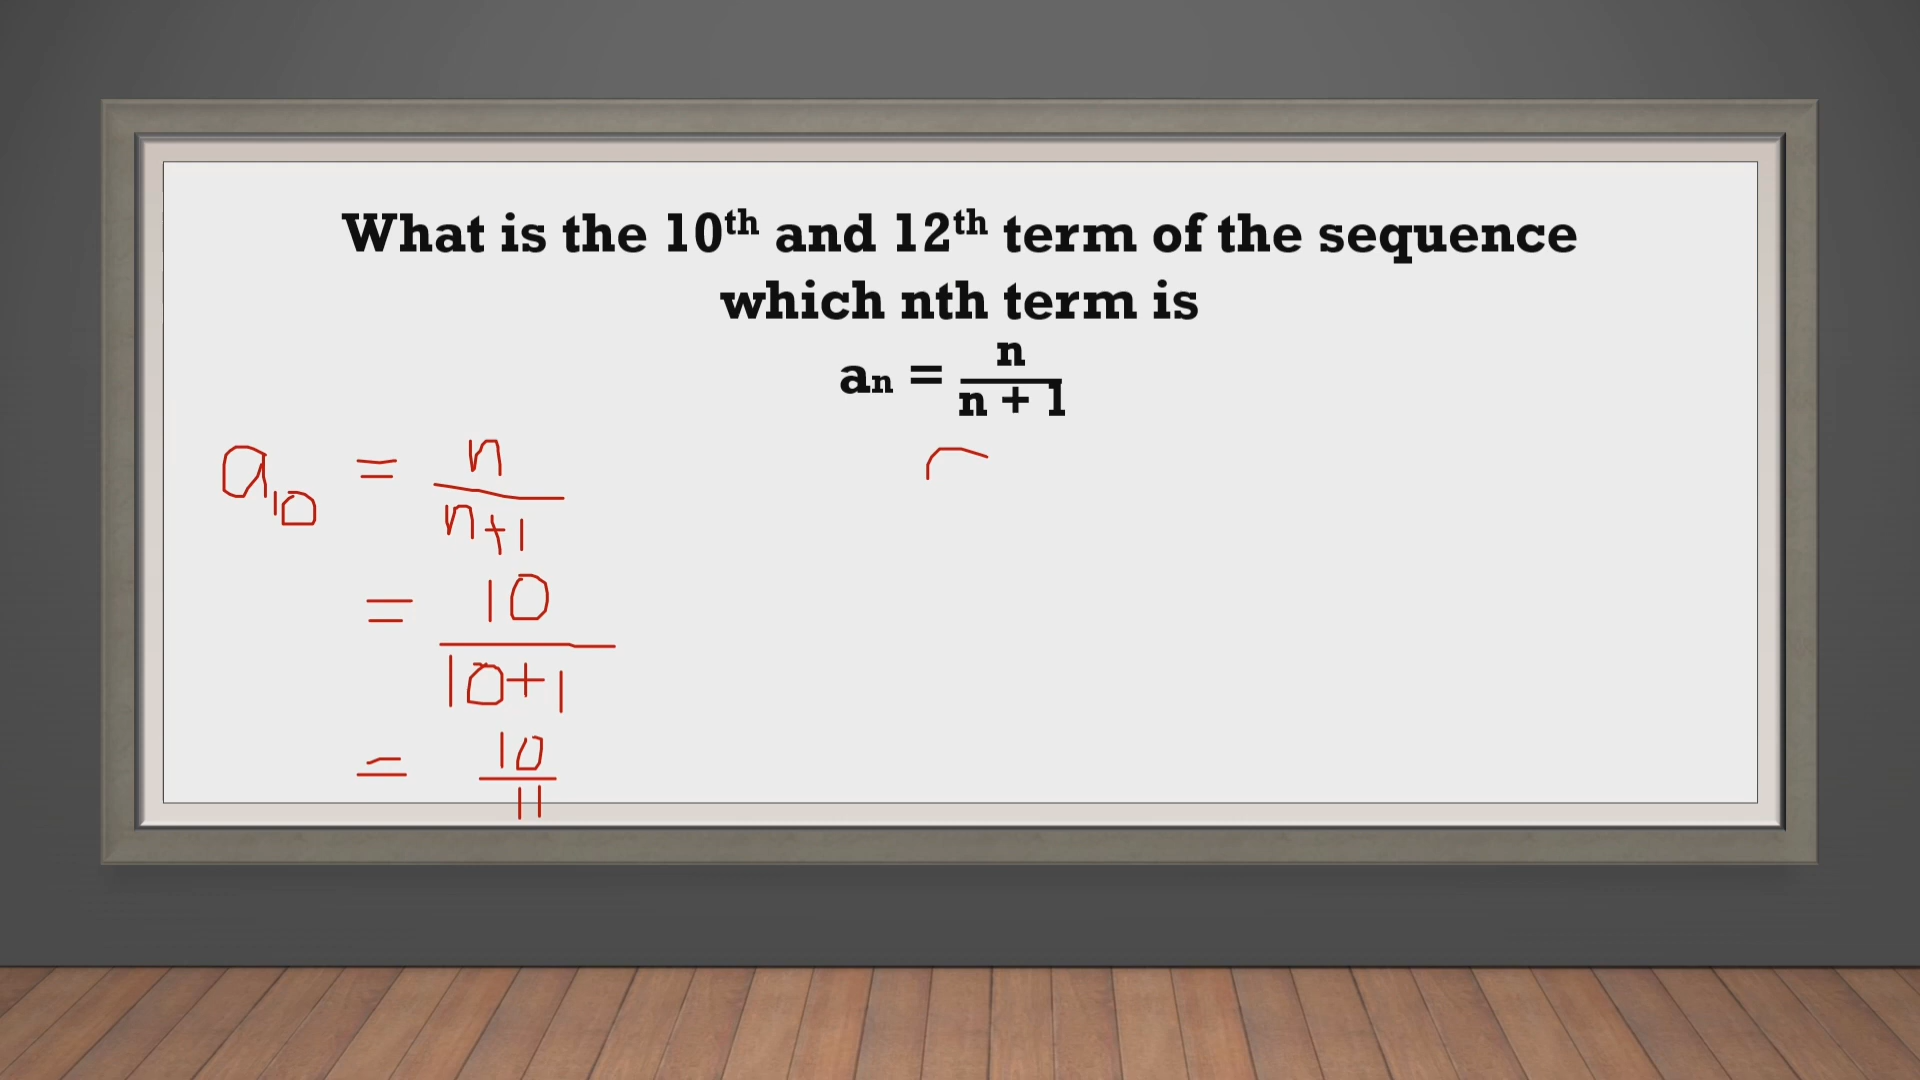 What is the 10th and 12th term of the sequence
which nth term is
an = n / n + 1
a10 = n / n+1
= 10 / 10+1
= 10 / 11